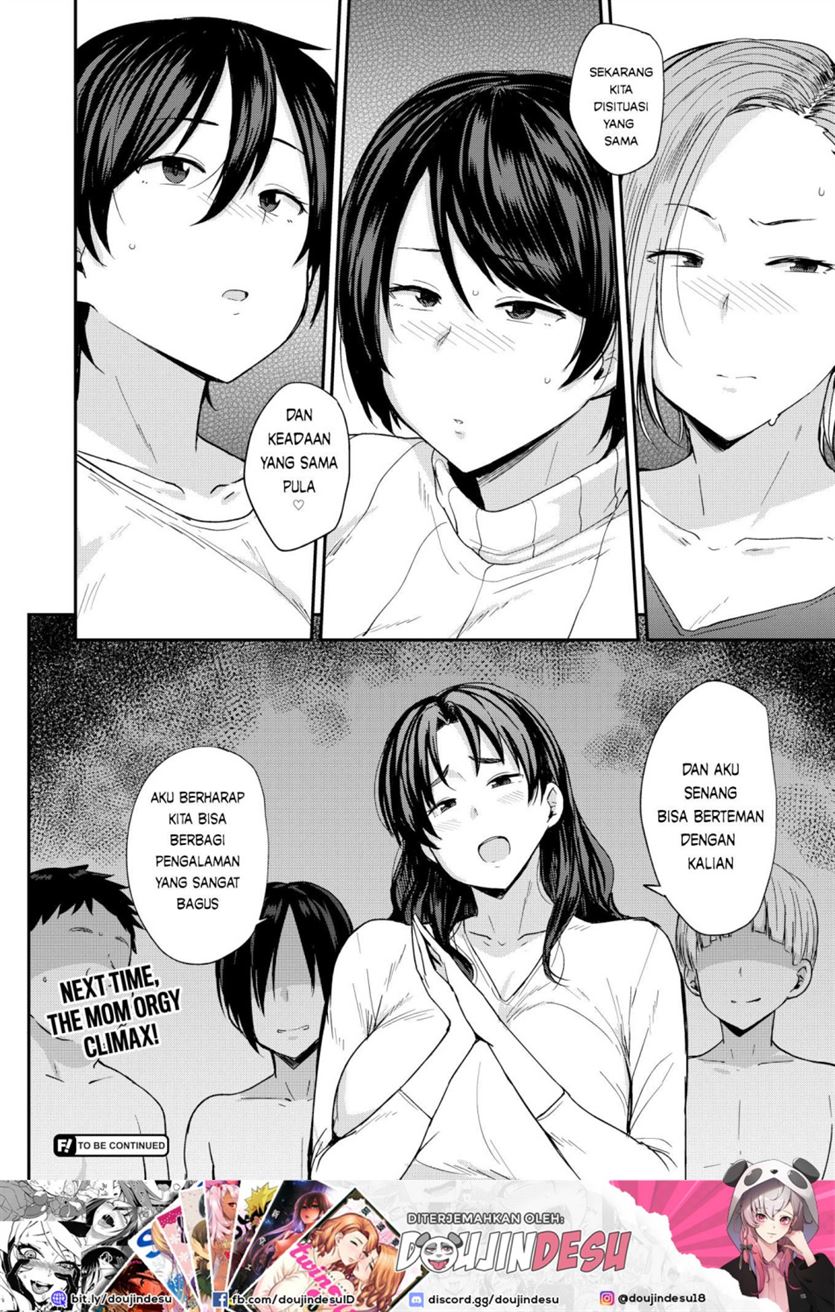 SEKARANG
KITA
DISITUASI
YANG
SAMA
DAN
KEADAAN
YANG SAMA
PULA
♡
DAN AKU
SENANG
BISA BERTEMAN
DENGAN
KALIAN
AKU BERHARAP
KITA BISA
BERBAGI
PENGALAMAN
YANG SANGAT
BAGUS
NEXT TIME,
THE MOM ORGY
CLIMAX!
F! TO BE CONTINUED
DITERJEMAHKAN OLEH:
DOUJINDESU
bit.ly/doujindesu
fb.com/doujindesuID
discord.gg/doujindesu
@doujindesu18